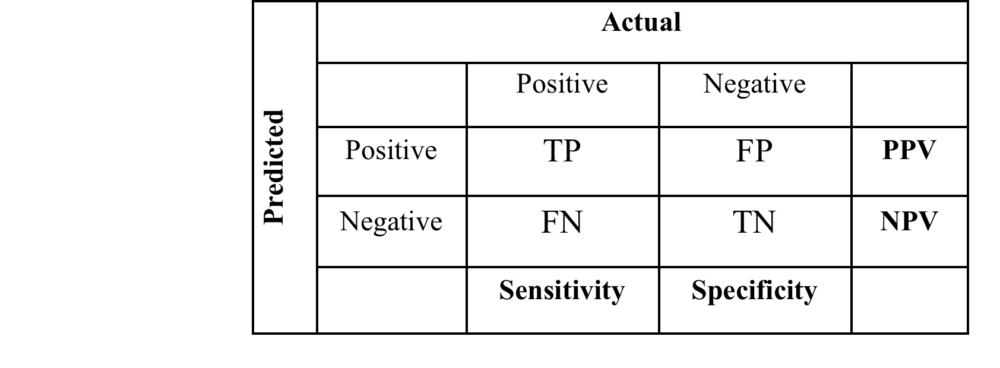 Predicted
Actual
Positive Negative
Positive TP FP PPV
Negative FN TN NPV
Sensitivity Specificity